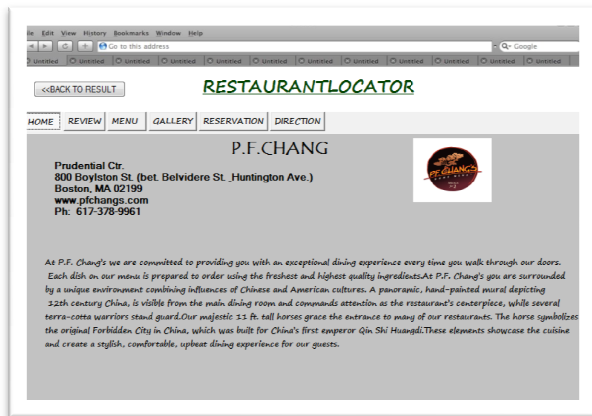 ile Edit View History Bookmarks Window Help
Go to this address
Google
Untitled Untitled Untitled Untitled Untitled Untitled Untitled Untitled Untitled Untitled Untitled Untitled
<<BACK TO RESULT
RESTAURANTLOCATOR
HOME REVIEW MENU GALLERY RESERVATION DIRECTION
P.F.CHANG
P.F. CHANG'S
Prudential Ctr.
800 Boylston St. (bet. Belvidere St. _Huntington Ave.)
Boston, MA 02199
www.pfchangs.com
Ph: 617-378-9961
At P.F. Chang's we are committed to providing you with an exceptional dining experience every time you walk through our doors.
Each dish on our menu is prepared to order using the freshest and highest quality ingredients.At P.F. Chang's you are surrounded
by a unique environment combining influences of Chinese and American cultures. A panoramic, hand-painted mural depicting
12th century China, is visible from the main dining room and commands attention as the restaurant's centerpiece, while several
terra-cotta warriors stand guard.Our majestic 11 ft. tall horses grace the entrance to many of our restaurants. The horse symbolizes
the original Forbidden City in China, which was built for China's first emperor Qin Shi Huangdi.These elements showcase the cuisine
and create a stylish, comfortable, upbeat dining experience for our guests.